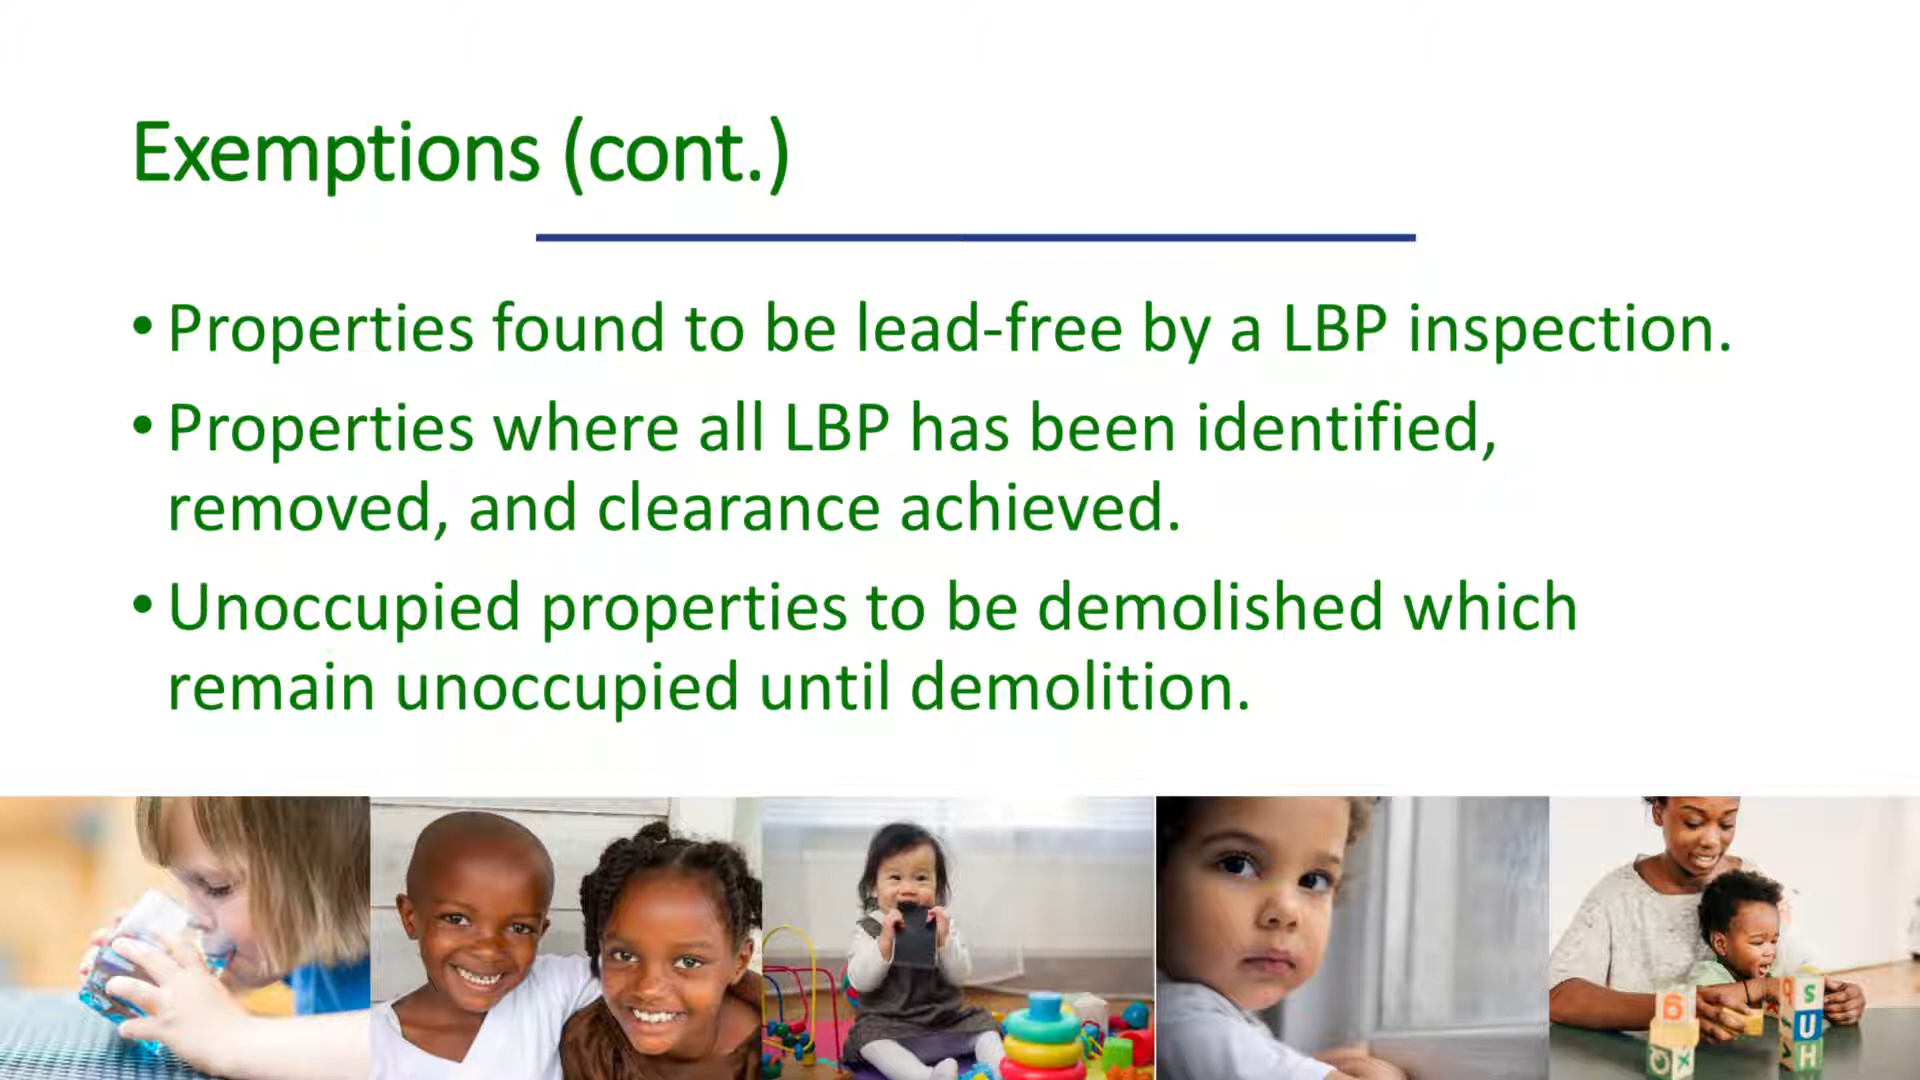 Exemptions (cont.)
• Properties found to be lead-free by a LBP inspection.
• Properties where all LBP has been identified,
removed, and clearance achieved.
• Unoccupied properties to be demolished which
remain unoccupied until demolition.
6
S
U
H